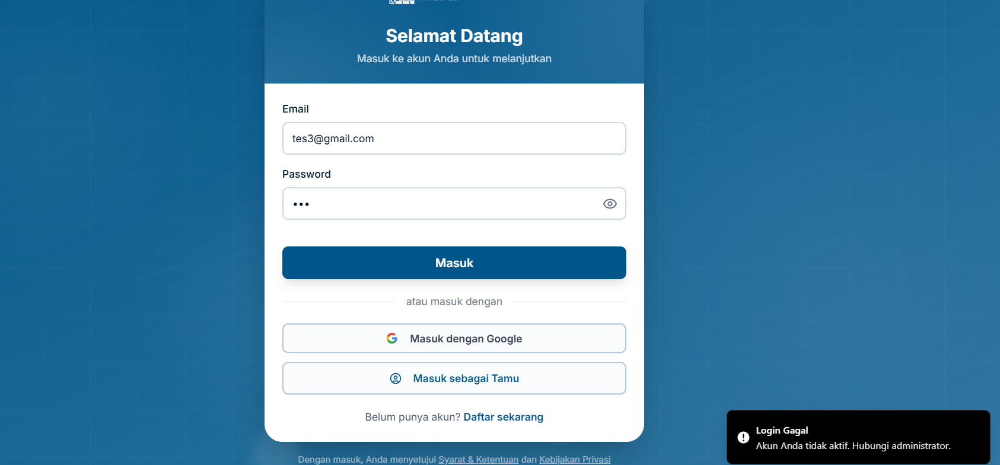 Selamat Datang
Masuk ke akun Anda untuk melanjutkan
Email
tes3@gmail.com
Password
•••
Masuk
atau masuk dengan
Masuk dengan Google
Masuk sebagai Tamu
Belum punya akun? Daftar sekarang
Dengan masuk, Anda menyetujui Syarat & Ketentuan dan Kebijakan Privasi
Login Gagal
Akun Anda tidak aktif. Hubungi administrator.